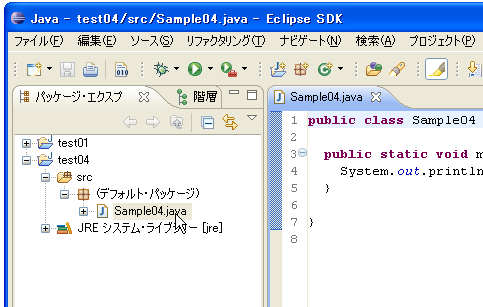 Java - test04/src/Sample04.java - Eclipse SDK
ファイル(F) 編集(E) ソース(S) リファクタリング(T) ナビゲート(N) 検索(A) プロジェクト(P)
010
パッケージ・エクスプ 階層
test01
test04
src
(デフォルト・パッケージ)
Sample04.java
JRE システム・ライブラリー [jre]
Sample04.java
1 public class Sample04
2
3 public static void m
4 System.out.println
5 }
6
7 }
8